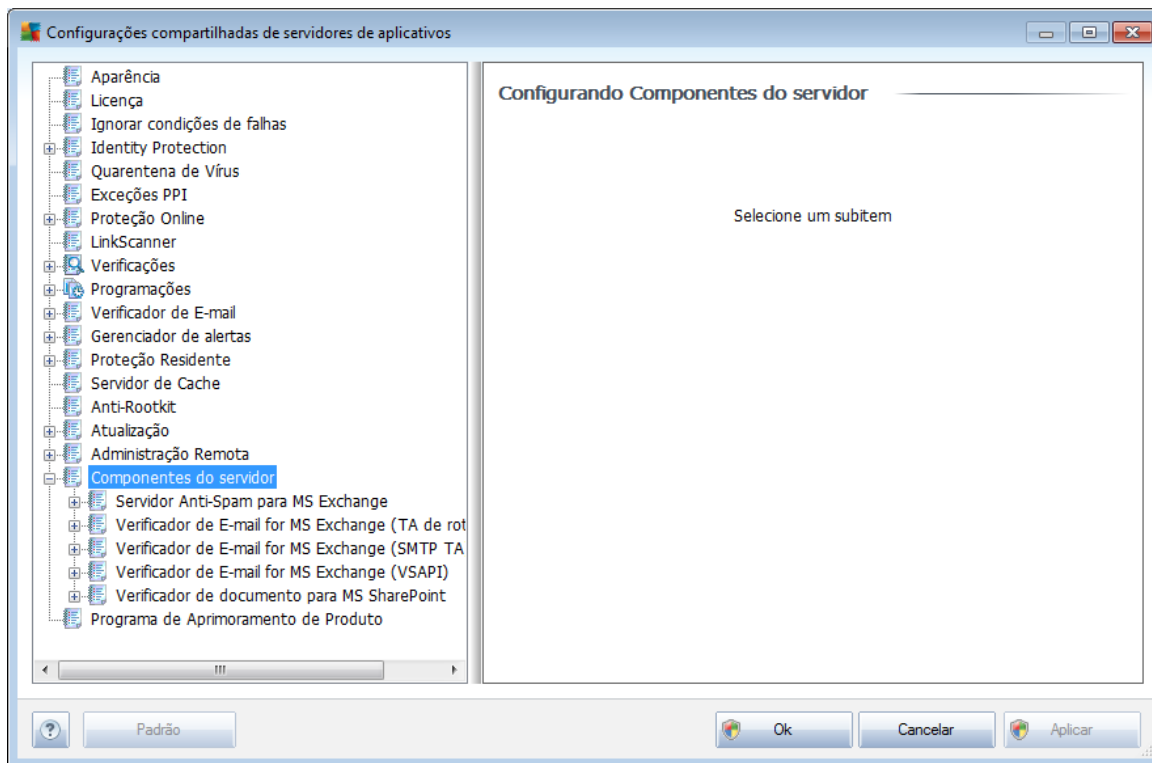 Configurações compartilhadas de servidores de aplicativos
Aparência
Licença
Ignorar condições de falhas
Identity Protection
Quarentena de Vírus
Exceções PPI
Proteção Online
LinkScanner
Verificações
Programações
Verificador de E-mail
Gerenciador de alertas
Proteção Residente
Servidor de Cache
Anti-Rootkit
Atualização
Administração Remota
Componentes do servidor
Servidor Anti-Spam para MS Exchange
Verificador de E-mail for MS Exchange (TA de rot
Verificador de E-mail for MS Exchange (SMTP TA
Verificador de E-mail for MS Exchange (VSAPI)
Verificador de documento para MS SharePoint
Programa de Aprimoramento de Produto
Configurando Componentes do servidor
Selecione um subitem
? Padrão Ok Cancelar Aplicar